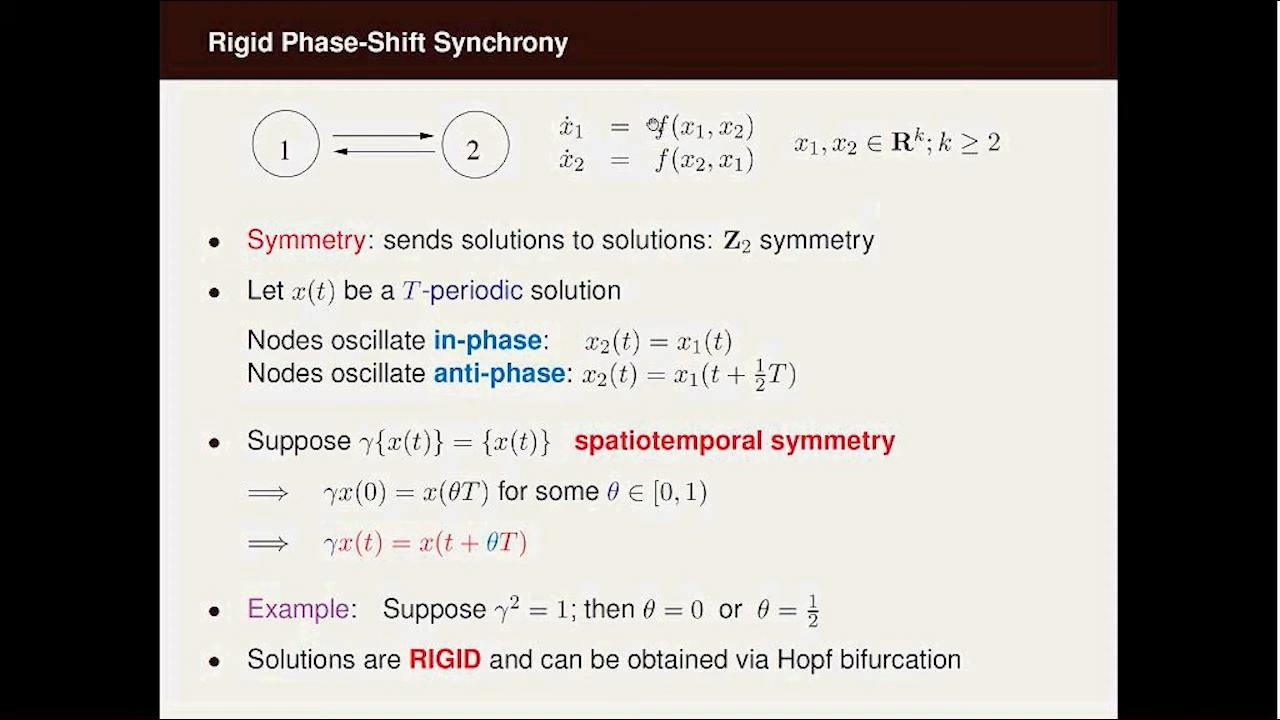 Rigid Phase-Shift Synchrony
1 2 ẋ₁ = f(x₁, x₂)
ẋ₂ = f(x₂, x₁) x₁, x₂ ∈ Rᵏ; k ≥ 2
• Symmetry: sends solutions to solutions: Z₂ symmetry
• Let x(t) be a T-periodic solution
Nodes oscillate in-phase: x₂(t) = x₁(t)
Nodes oscillate anti-phase: x₂(t) = x₁(t + ½T)
• Suppose γ{x(t)} = {x(t)} spatiotemporal symmetry
⟹ γx(0) = x(θT) for some θ ∈ [0, 1)
⟹ γx(t) = x(t + θT)
• Example: Suppose γ² = 1; then θ = 0 or θ = ½
• Solutions are RIGID and can be obtained via Hopf bifurcation